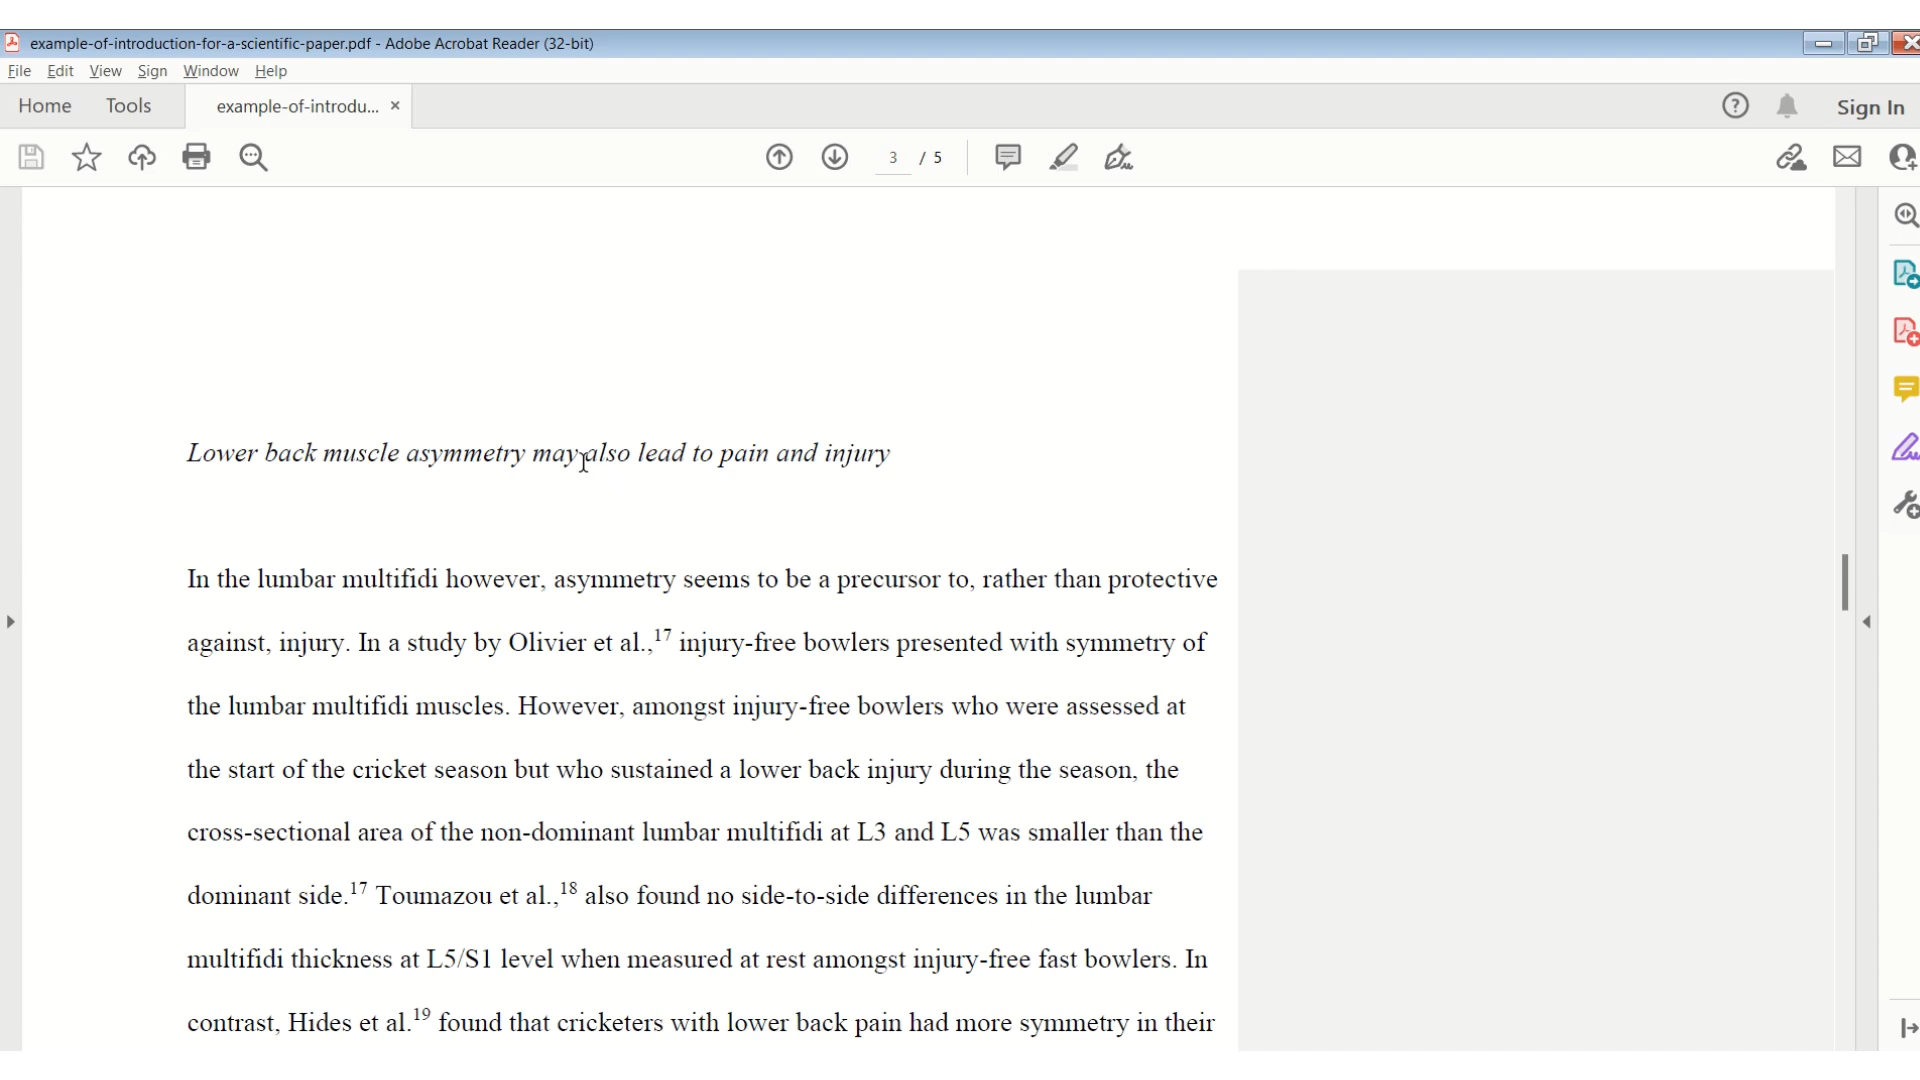 example-of-introduction-for-a-scientific-paper.pdf - Adobe Acrobat Reader (32-bit)
File Edit View Sign Window Help
Home Tools example-of-introdu... × Sign In
3 / 5
Lower back muscle asymmetry may also lead to pain and injury
In the lumbar multifidi however, asymmetry seems to be a precursor to, rather than protective
against, injury. In a study by Olivier et al.,17 injury-free bowlers presented with symmetry of
the lumbar multifidi muscles. However, amongst injury-free bowlers who were assessed at
the start of the cricket season but who sustained a lower back injury during the season, the
cross-sectional area of the non-dominant lumbar multifidi at L3 and L5 was smaller than the
dominant side.17 Toumazou et al.,18 also found no side-to-side differences in the lumbar
multifidi thickness at L5/S1 level when measured at rest amongst injury-free fast bowlers. In
contrast, Hides et al.19 found that cricketers with lower back pain had more symmetry in their